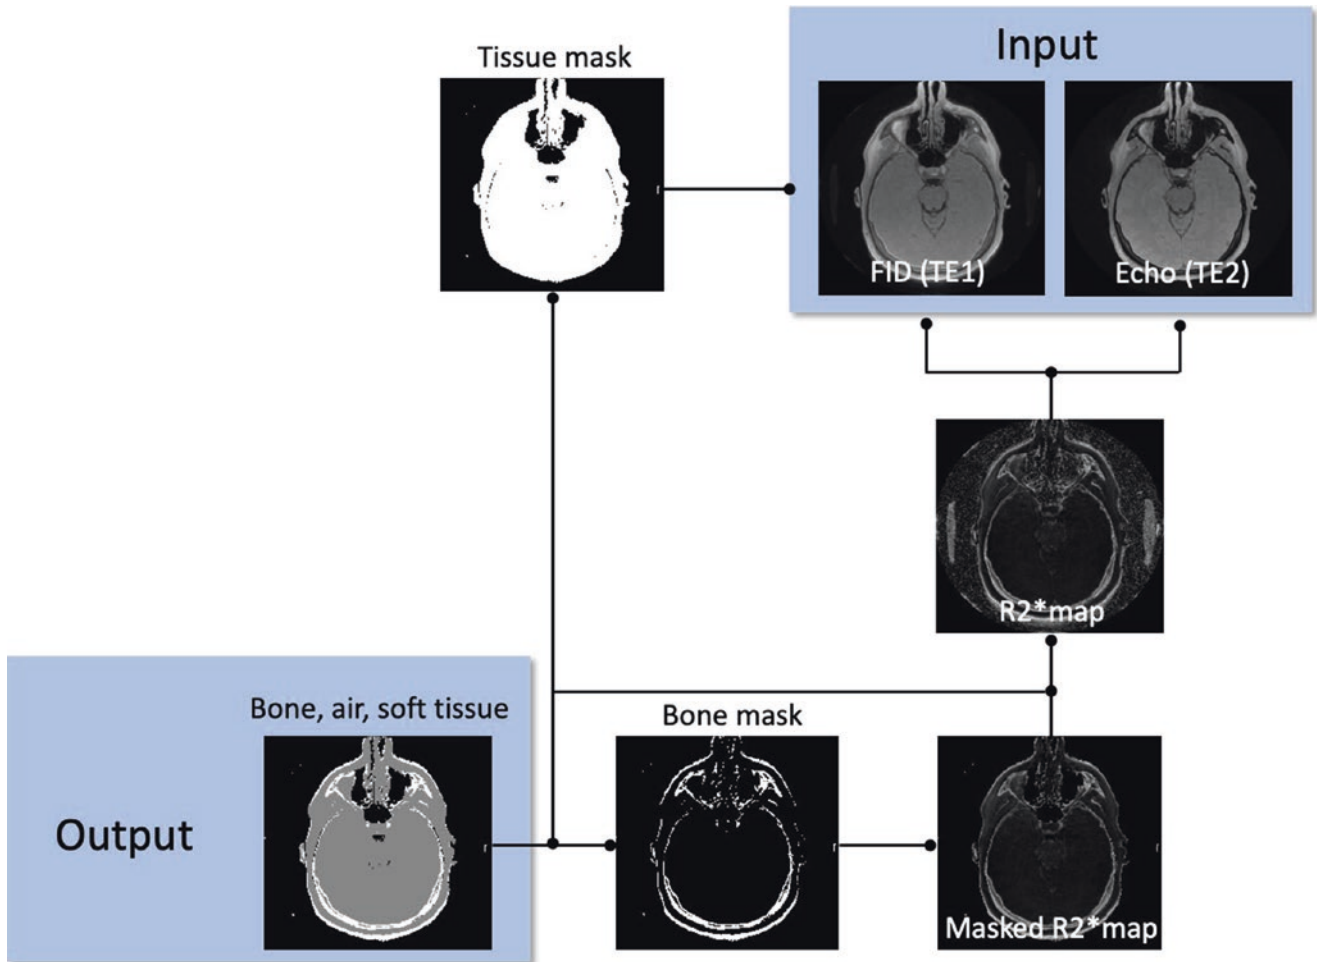 Tissue mask
Input
FID (TE1)
Echo (TE2)
R2*map
Bone, air, soft tissue
Bone mask
Output
Masked R2*map